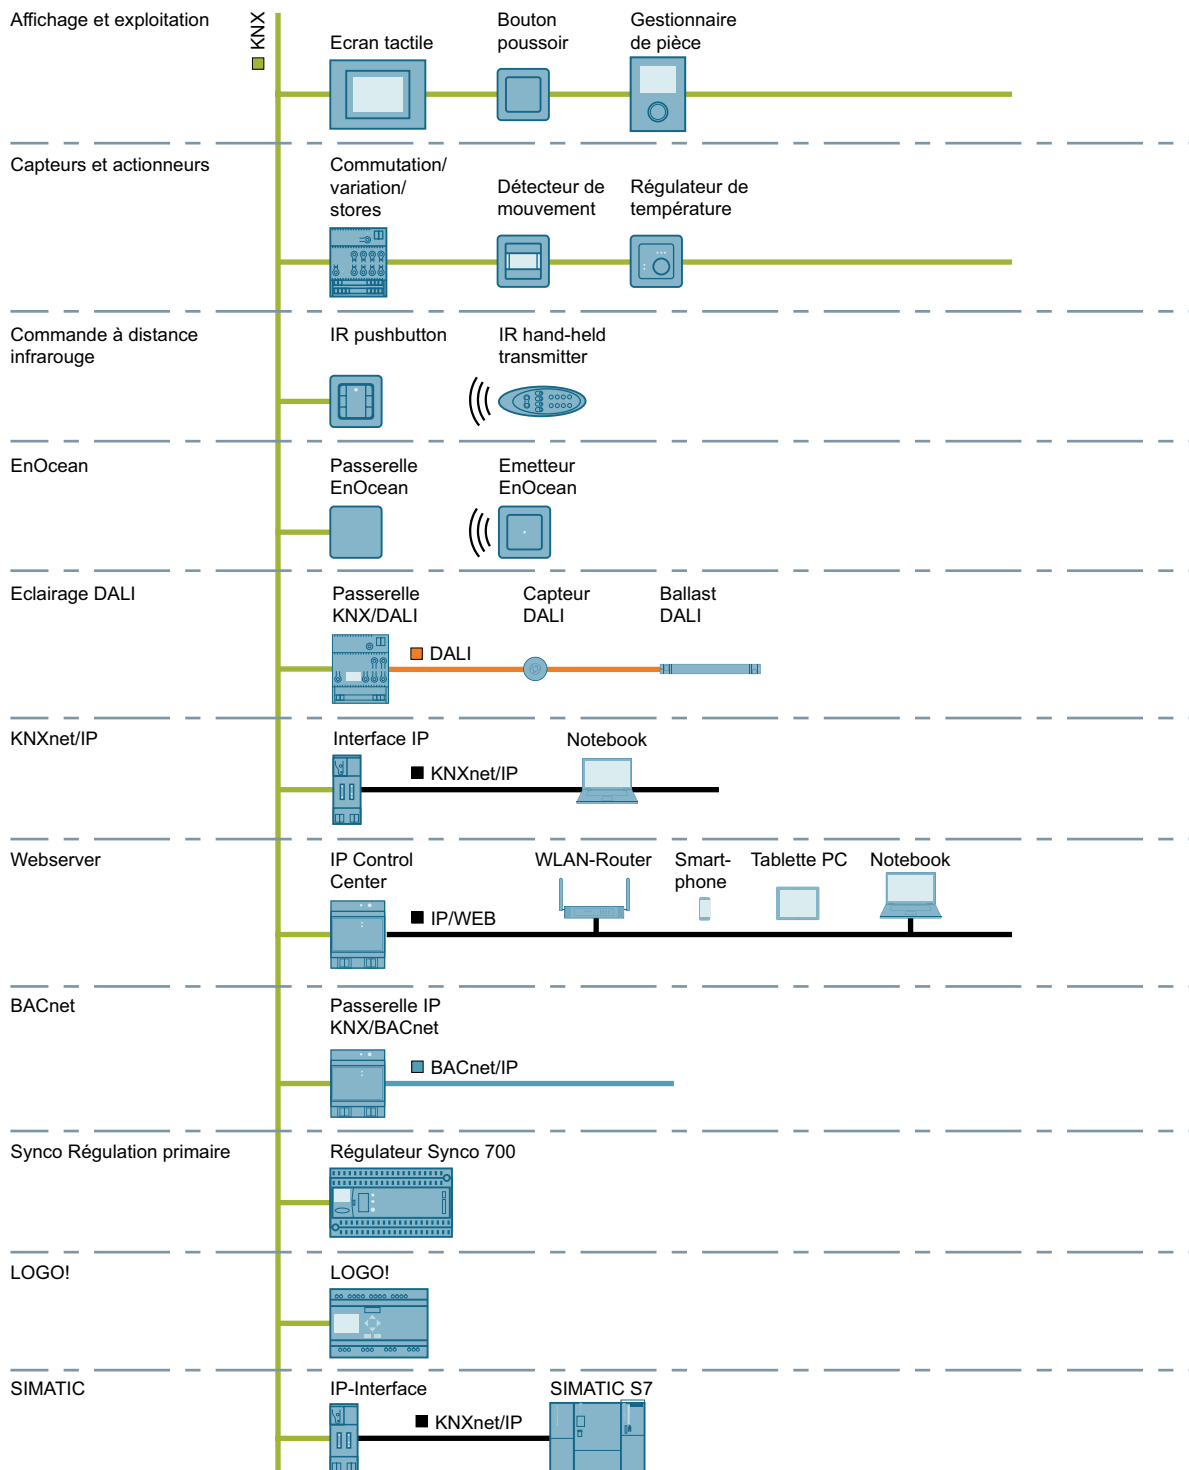 Affichage et exploitation
KNX
Ecran tactile
Bouton
poussoir
Gestionnaire
de pièce
Capteurs et actionneurs
Commutation/
variation/
stores
Détecteur de
mouvement
Régulateur de
température
Commande à distance
infrarouge
IR pushbutton
IR hand-held
transmitter
EnOcean
Passerelle
EnOcean
Emetteur
EnOcean
Eclairage DALI
Passerelle
KNX/DALI
Capteur
DALI
Ballast
DALI
DALI
KNXnet/IP
Interface IP
Notebook
KNXnet/IP
Webserver
IP Control
Center
WLAN-Router
Smart-
phone
Tablette PC
Notebook
IP/WEB
BACnet
Passerelle IP
KNX/BACnet
BACnet/IP
Synco Régulation primaire
Régulateur Synco 700
LOGO!
LOGO!
SIMATIC
IP-Interface
SIMATIC S7
KNXnet/IP